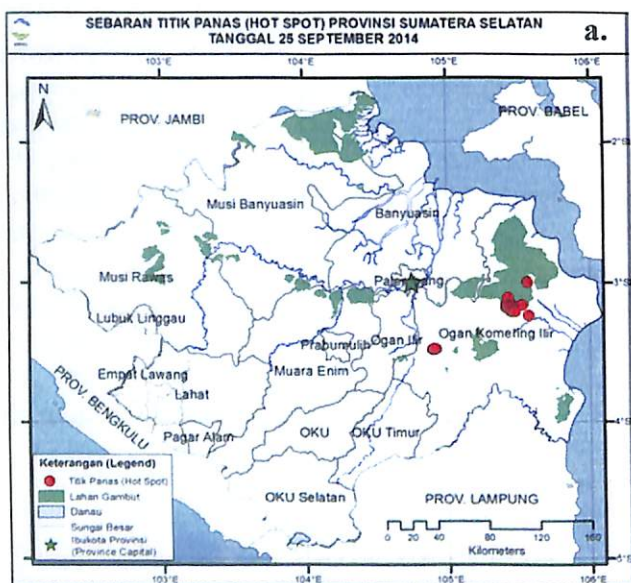 SEBARAN TITIK PANAS (HOT SPOT) PROVINSI SUMATERA SELATAN
TANGGAL 25 SEPTEMBER 2014
a.
103°E 104°E 105°E 106°E
N
PROV. JAMBI
PROV. BABEL
2°S
Musi Banyuasin
Banyuasin
Musi Rawas
Palembang
3°S
Lubuk Linggau
Prabumulih
Ogan Ilir
Ogan Komering Ilir
Empat Lawang
Muara Enim
Lahat
PROV. BENGKULU
Pagar Alam
OKU
OKU Timur
4°S
Keterangan (Legend)
Titik Panas (Hot Spot)
Lahan Gambut
Danau
Sungai Besar
Ibukota Provinsi
(Province Capital)
OKU Selatan
PROV. LAMPUNG
0 20 40 80 120 160
Kilometers
5°S
103°E 104°E 105°E 106°E